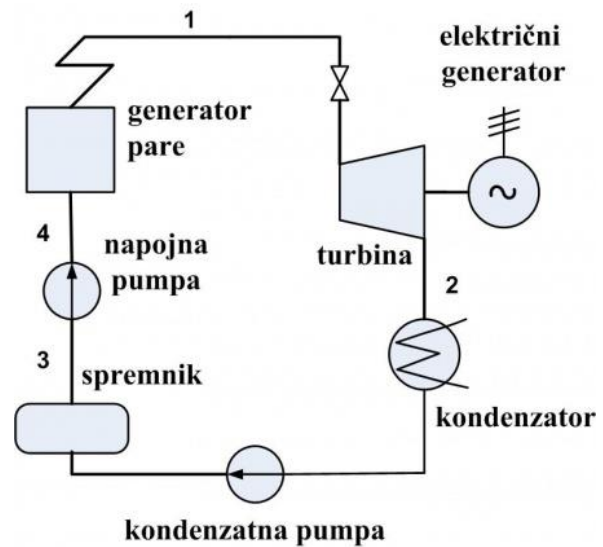 1
električni
generator
generator
pare
4
napojna
pumpa
turbina
2
3
spremnik
kondenzator
kondenzatna pumpa